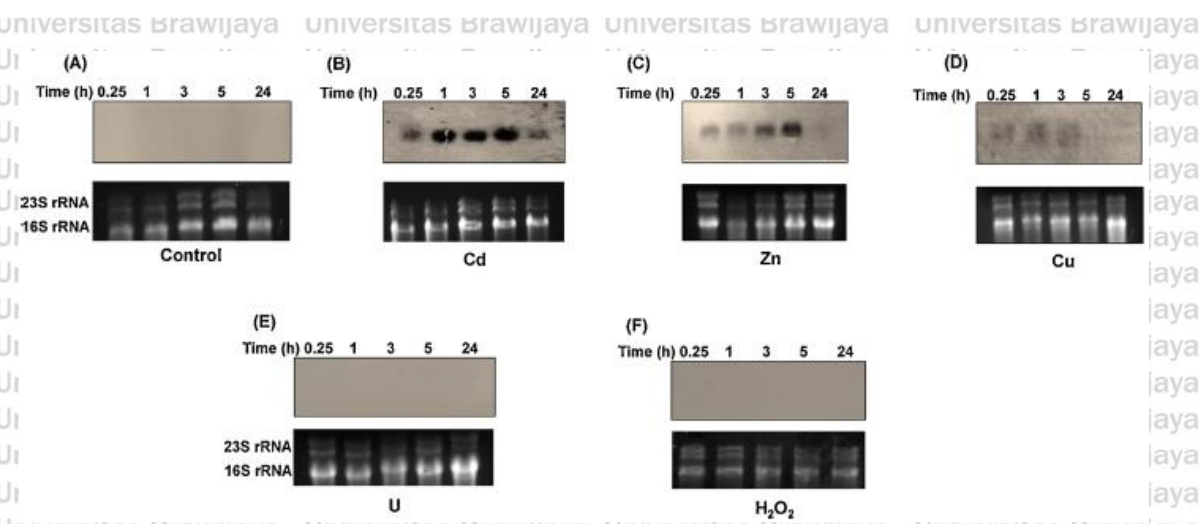 Universitas Brawijaya Universitas Brawijaya Universitas Brawijaya Universitas Brawijaya
(A) (B) (C) (D)
Time (h) 0.25 1 3 5 24
Time (h) 0.25 1 3 5 24
Time (h) 0.25 1 3 5 24
Time (h) 0.25 1 3 5 24
23S rRNA
16S rRNA
Control
Cd
Zn
Cu
(E) (F)
Time (h) 0.25 1 3 5 24
Time (h) 0.25 1 3 5 24
23S rRNA
16S rRNA
U
H₂O₂